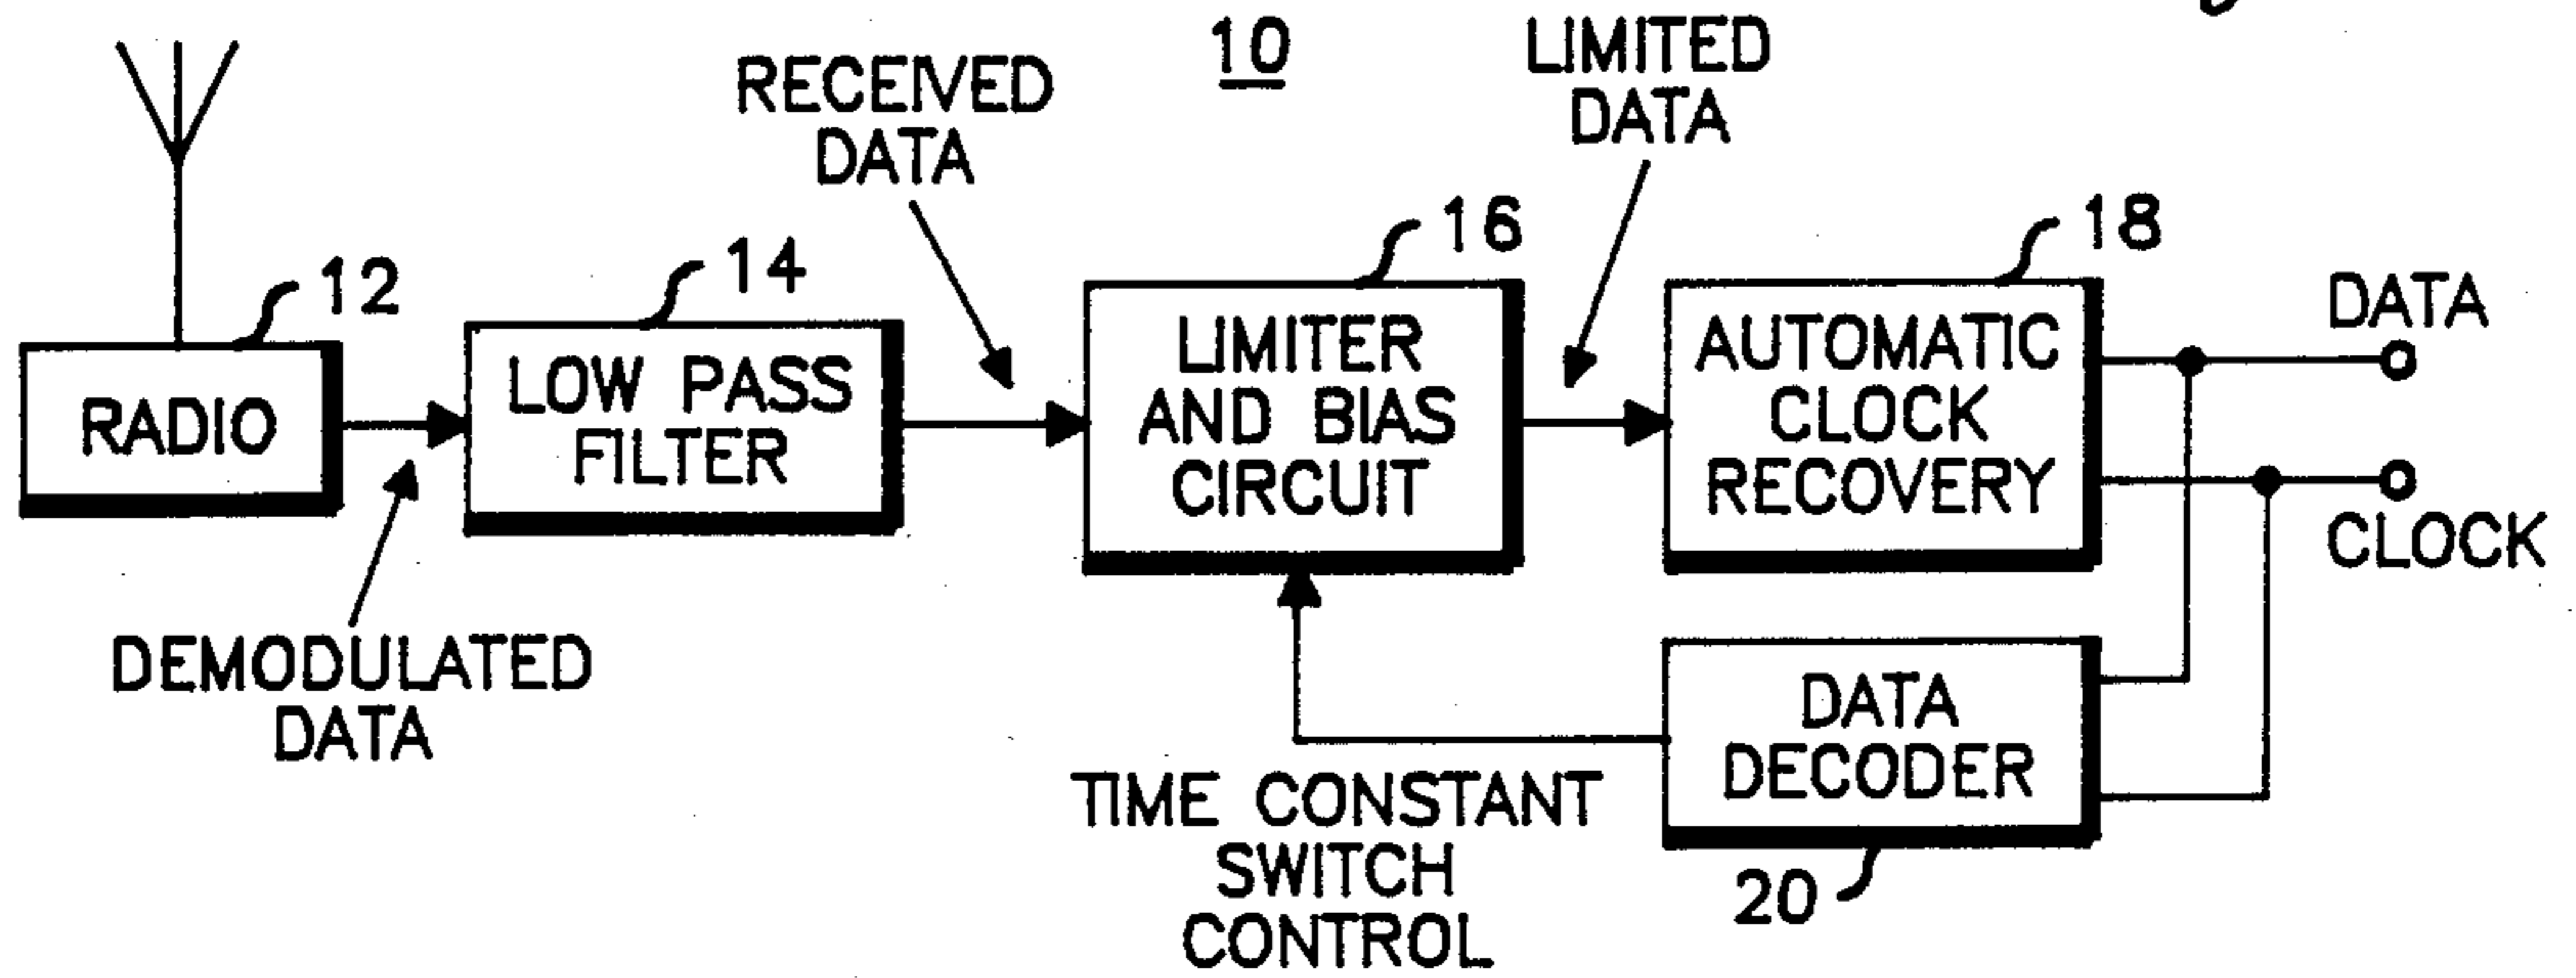 10
RECEIVED
DATA
LIMITED
DATA
12
14
16
18
RADIO
LOW PASS
FILTER
LIMITER
AND BIAS
CIRCUIT
AUTOMATIC
CLOCK
RECOVERY
DATA
CLOCK
DEMODULATED
DATA
TIME CONSTANT
SWITCH
CONTROL
DATA
DECODER
20